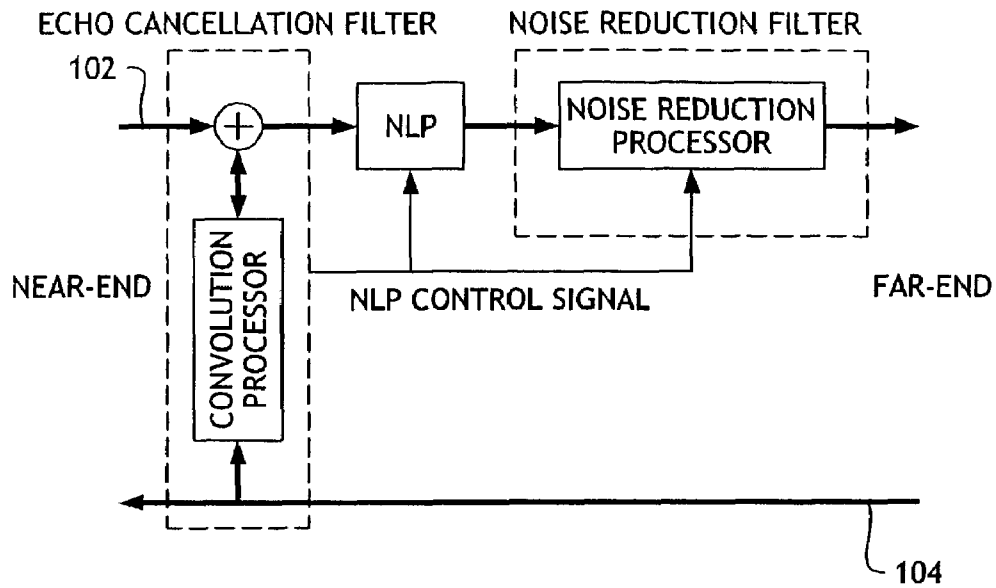 ECHO CANCELLATION FILTER
NOISE REDUCTION FILTER
102
+
NLP
NOISE REDUCTION
PROCESSOR
CONVOLUTION
PROCESSOR
NEAR-END
NLP CONTROL SIGNAL
FAR-END
104